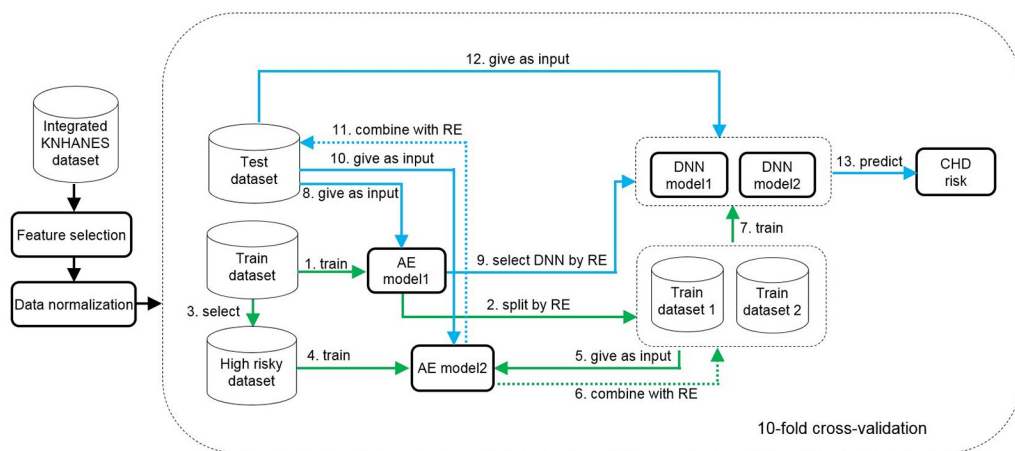 12. give as input
Integrated
KNHANES
dataset
11. combine with RE
Test
dataset
10. give as input
8. give as input
DNN
model1
DNN
model2
13. predict
CHD
risk
Feature selection
Train
dataset
1. train
AE
model1
9. select DNN by RE
7. train
Data normalization
3. select
2. split by RE
Train
dataset 1
Train
dataset 2
High risky
dataset
4. train
AE model2
5. give as input
6. combine with RE
10-fold cross-validation